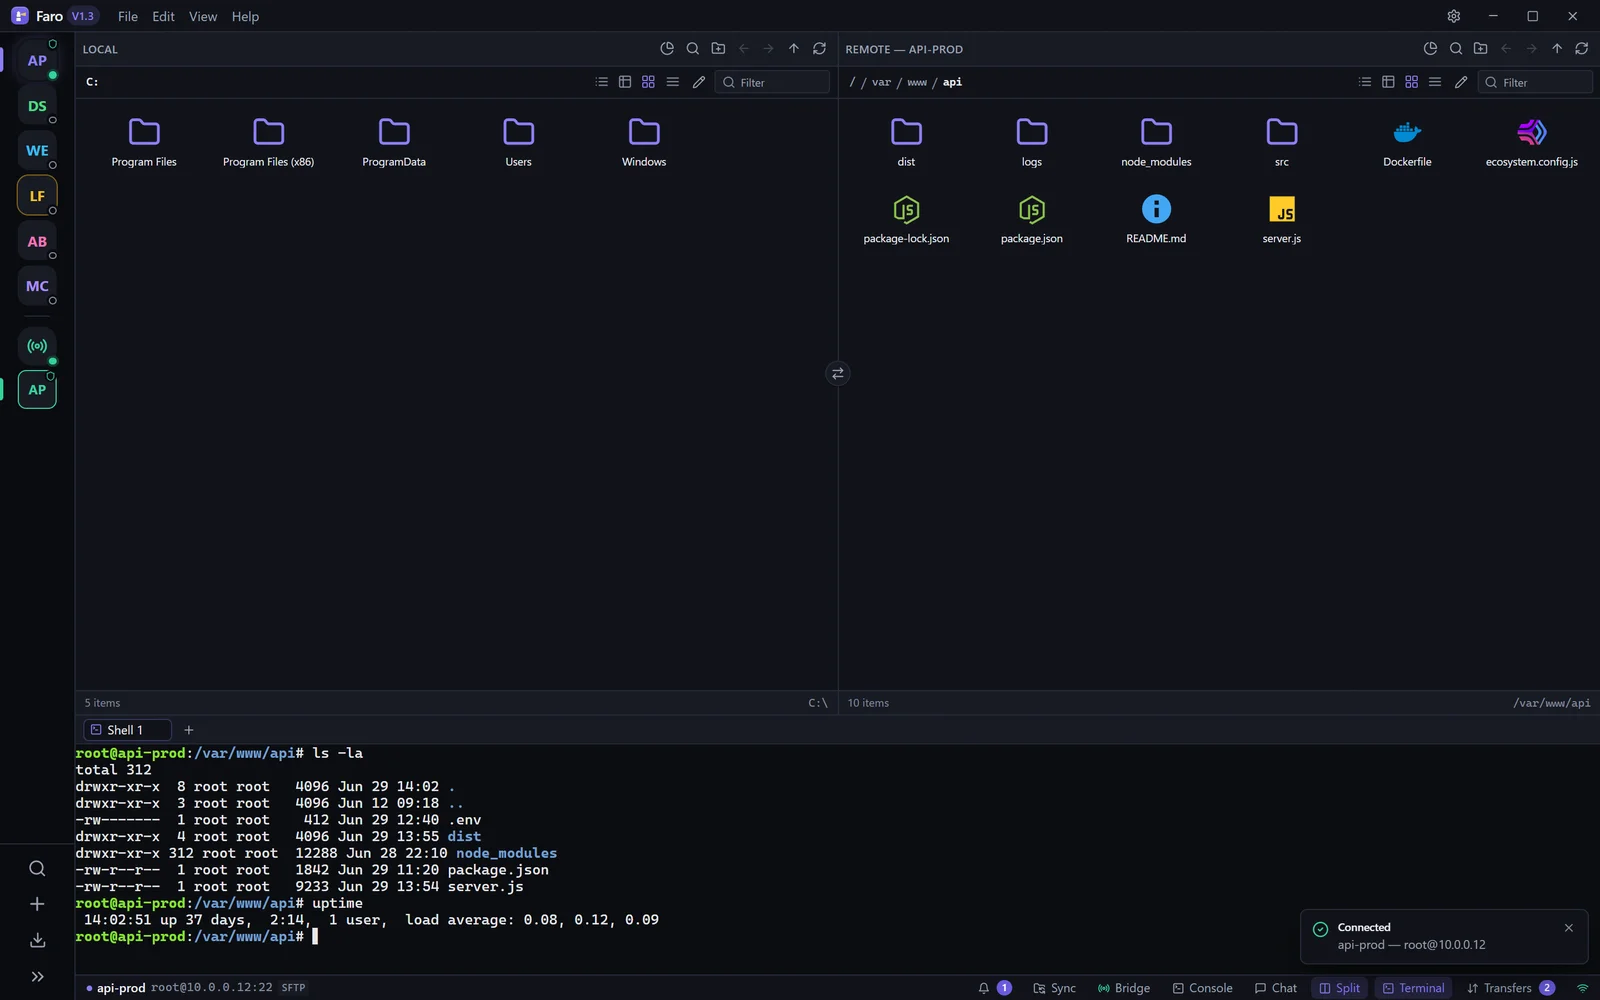 Faro V1.3 File Edit View Help
AP
DS
WE
LF
AB
MC
AP
LOCAL
C:
Filter
Program Files
Program Files (x86)
ProgramData
Users
Windows
5 items
C:\
REMOTE — API-PROD
/ / var / www / api
Filter
dist
logs
node_modules
src
Dockerfile
ecosystem.config.js
package-lock.json
package.json
README.md
server.js
10 items
/var/www/api
Shell 1
root@api-prod:/var/www/api# ls -la
total 312
drwxr-xr-x  8 root root   4096 Jun 29 14:02 .
drwxr-xr-x  3 root root   4096 Jun 12 09:18 ..
-rw-------  1 root root    412 Jun 29 12:40 .env
drwxr-xr-x  4 root root   4096 Jun 29 13:55 dist
drwxr-xr-x 312 root root  12288 Jun 28 22:10 node_modules
-rw-r--r--  1 root root   1842 Jun 29 11:20 package.json
-rw-r--r--  1 root root   9233 Jun 29 13:54 server.js
root@api-prod:/var/www/api# uptime
14:02:51 up 37 days,  2:14,  1 user,  load average: 0.08, 0.12, 0.09
root@api-prod:/var/www/api#
Connected
api-prod — root@10.0.0.12
api-prod root@10.0.0.12:22 SFTP
1 Sync Bridge Console Chat Split Terminal Transfers 2